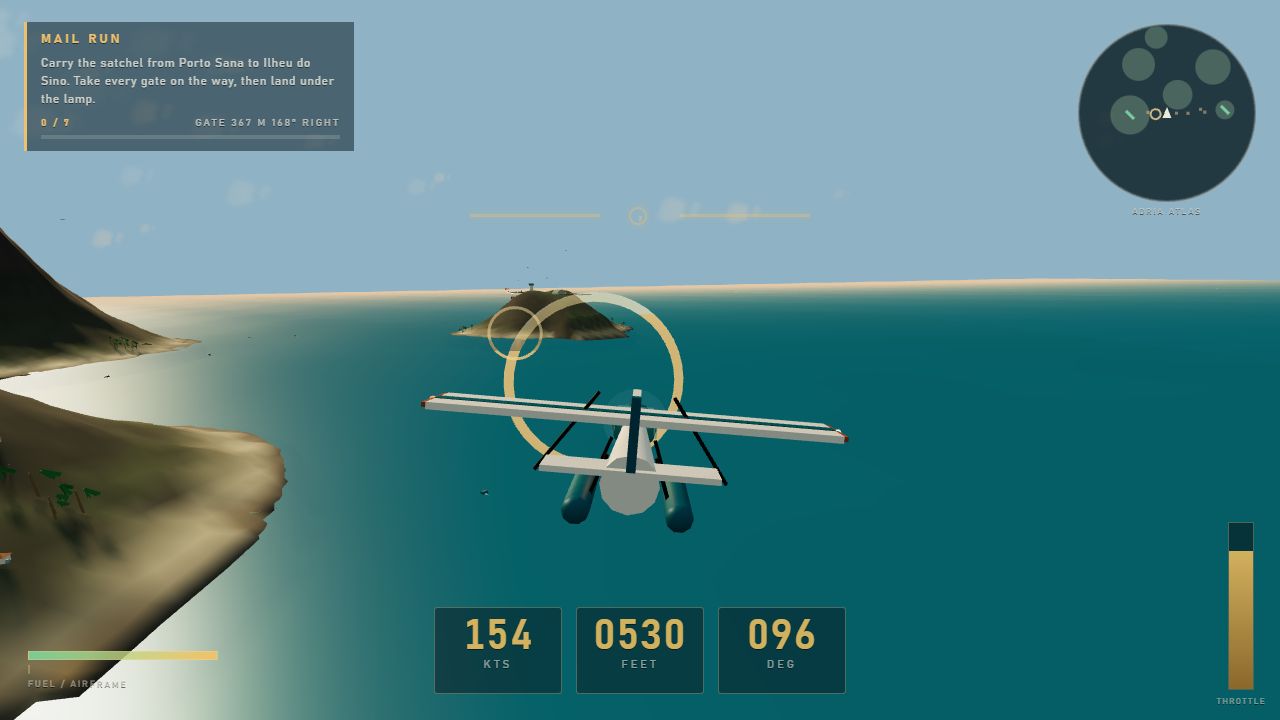 MAIL RUN
Carry the satchel from Porto Sana to Ilheu do
Sino. Take every gate on the way, then land under
the lamp.
0 / 7 GATE 367 M 168° RIGHT
ADRIA ATLAS
154
KTS
0530
FEET
096
DEG
FUEL / AIRFRAME
THROTTLE